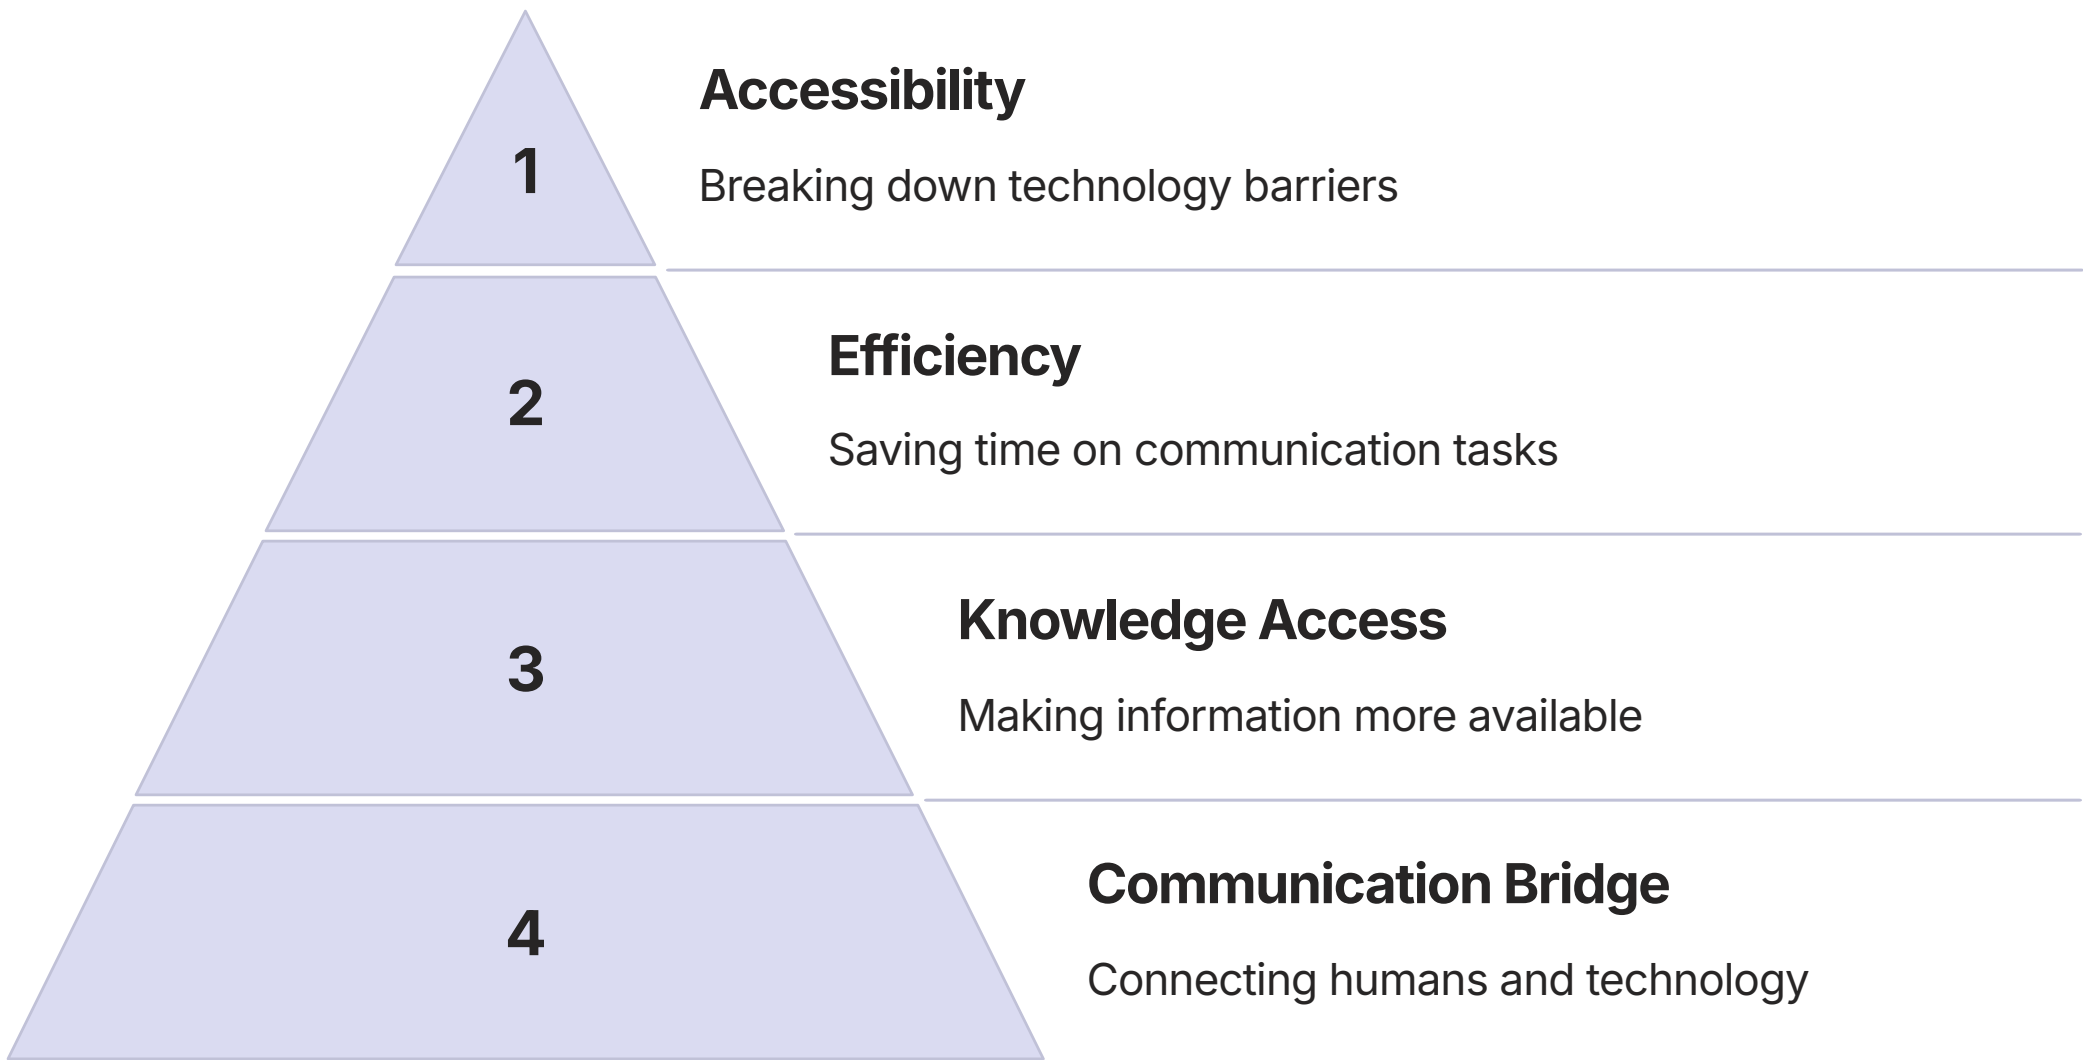 1
Accessibility
Breaking down technology barriers
2
Efficiency
Saving time on communication tasks
3
Knowledge Access
Making information more available
4
Communication Bridge
Connecting humans and technology